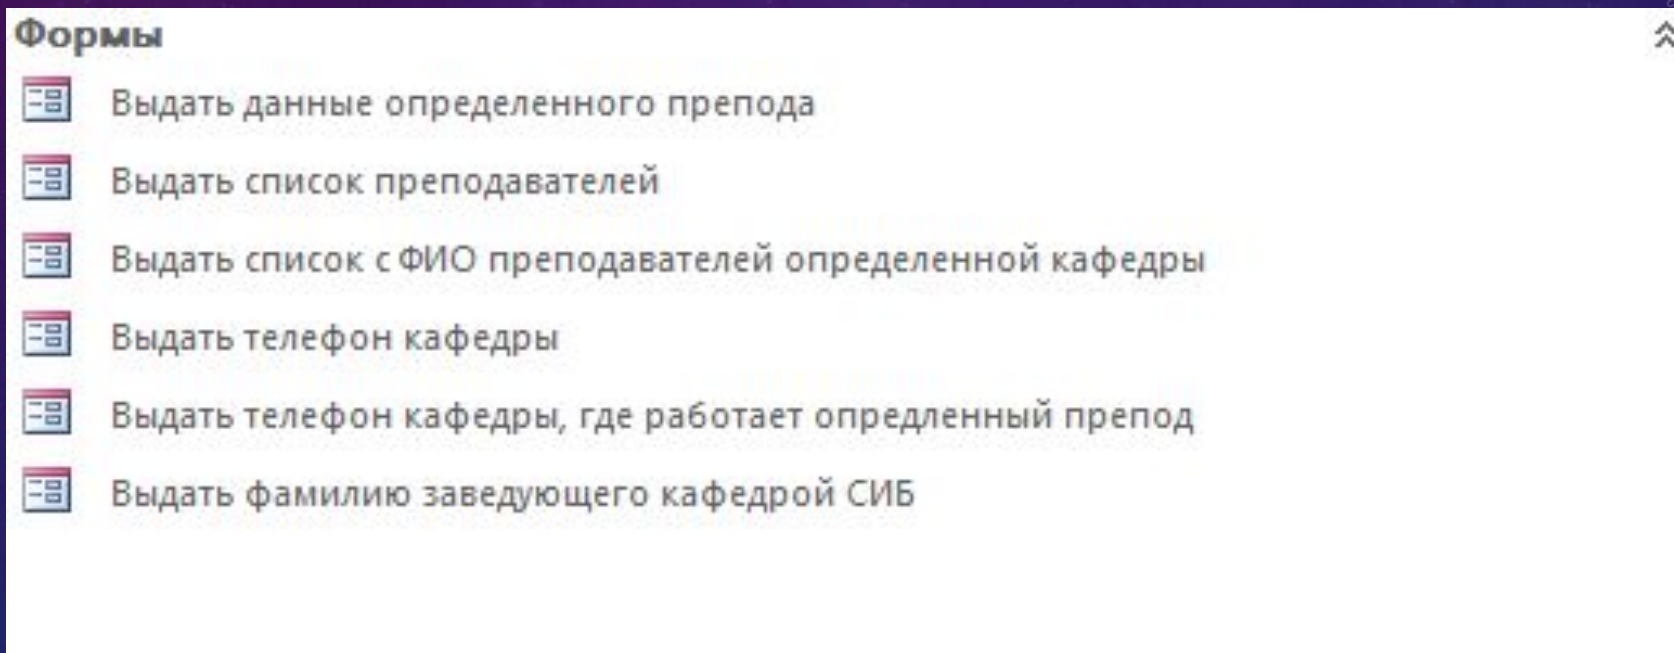 Формы
Выдать данные определенного препода
Выдать список преподавателей
Выдать список с ФИО преподавателей определенной кафедры
Выдать телефон кафедры
Выдать телефон кафедры, где работает опредленный препод
Выдать фамилию заведующего кафедрой СИБ